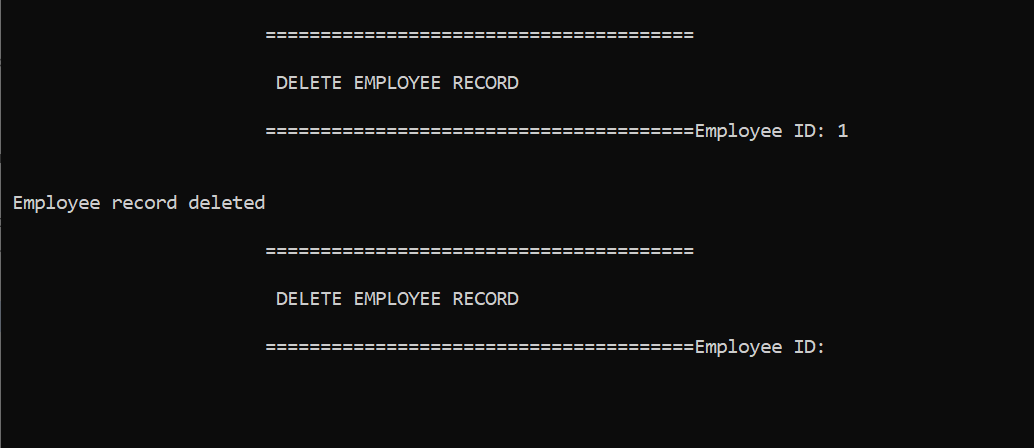 =======================================
DELETE EMPLOYEE RECORD
=======================================Employee ID: 1
Employee record deleted
=======================================
DELETE EMPLOYEE RECORD
=======================================Employee ID: